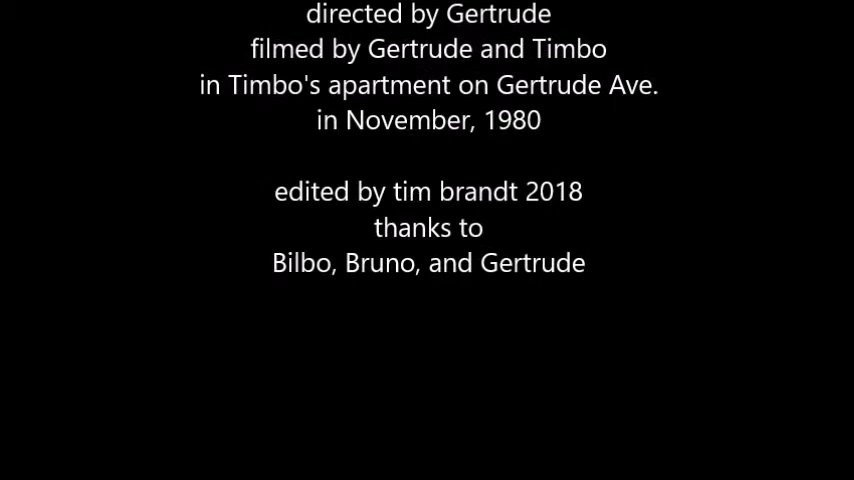 directed by Gertrude
filmed by Gertrude and Timbo
in Timbo's apartment on Gertrude Ave.
in November, 1980
edited by tim brandt 2018
thanks to
Bilbo, Bruno, and Gertrude